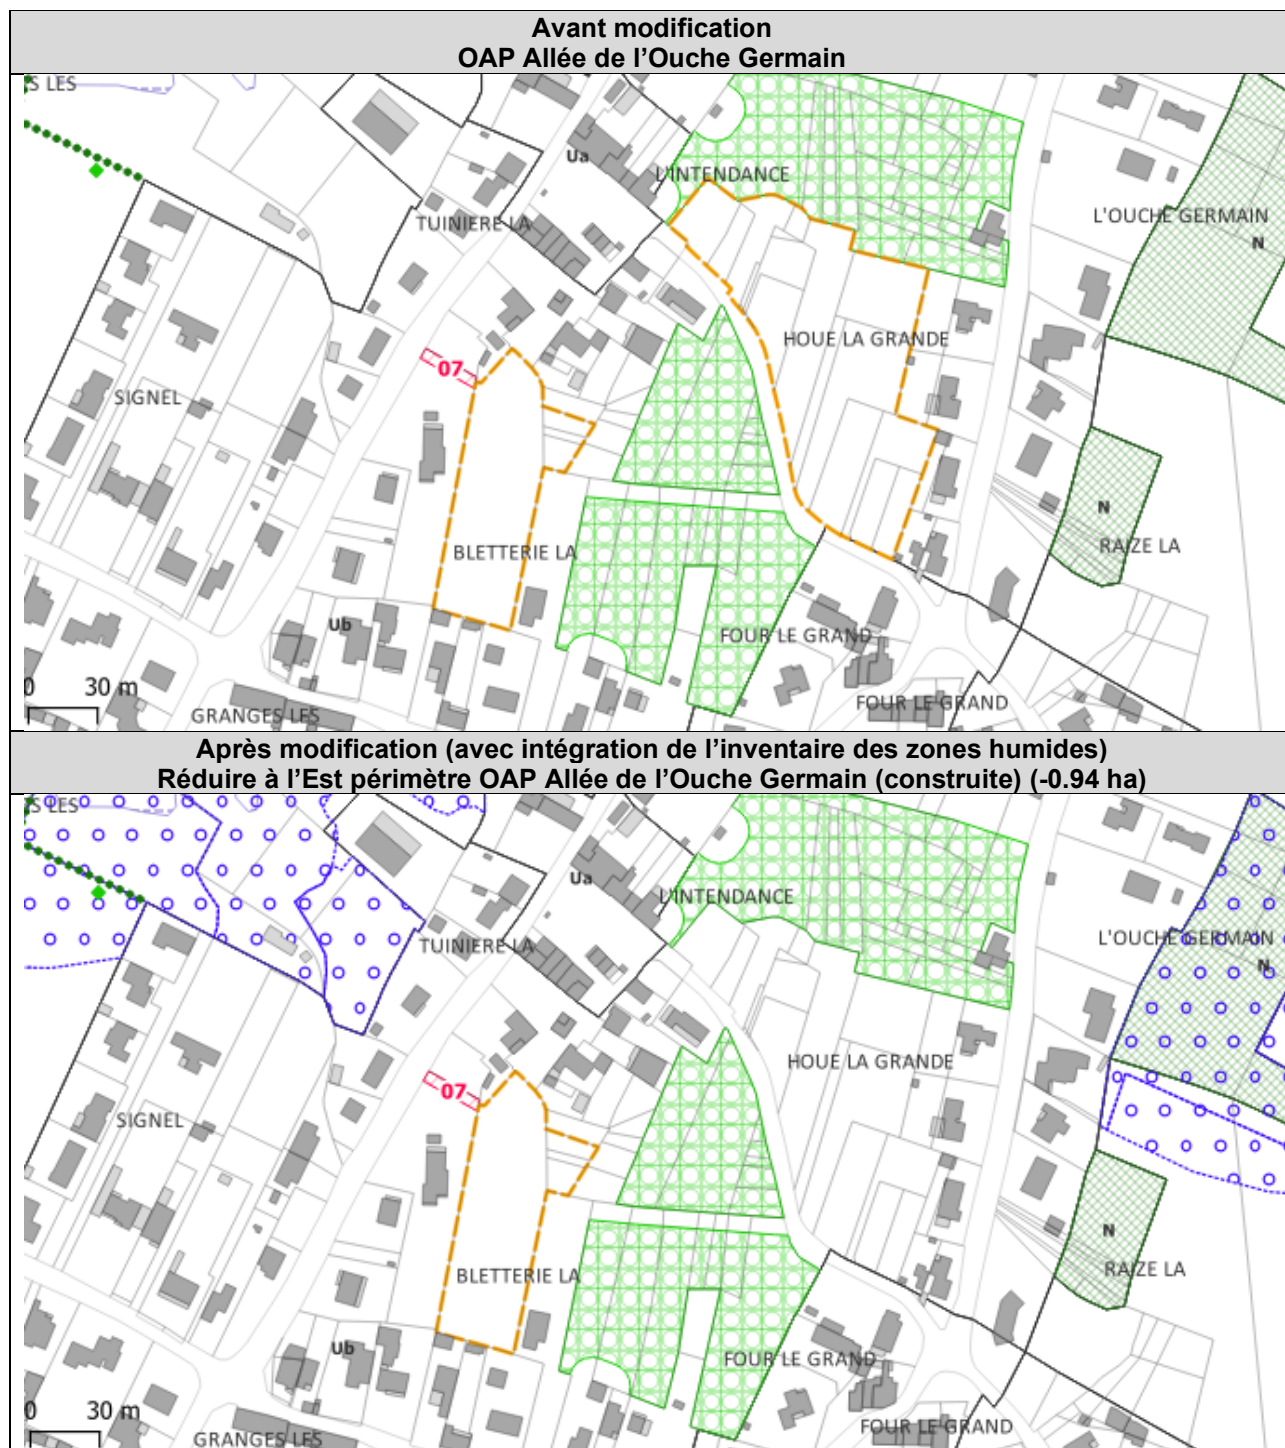 Avant modification
OAP Allée de l'Ouche Germain
S LES
Ua
L'INTENDANCE
TUINIERE LA
L'OUCHE GERMAIN
N
HOUE LA GRANDE
07
SIGNEL
N
BLETTERIE LA
RAIZE LA
Ub
FOUR LE GRAND
0 30 m
FOUR LE GRAND
GRANGES LES
Après modification (avec intégration de l'inventaire des zones humides)
Réduire à l'Est périmètre OAP Allée de l'Ouche Germain (construite) (-0.94 ha)
S LES
Ua
L'INTENDANCE
TUINIERE LA
L'OUCHE GERMAIN
N
HOUE LA GRANDE
07
SIGNEL
N
BLETTERIE LA
RAIZE LA
Ub
FOUR LE GRAND
0 30 m
FOUR LE GRAND
GRANGES LES